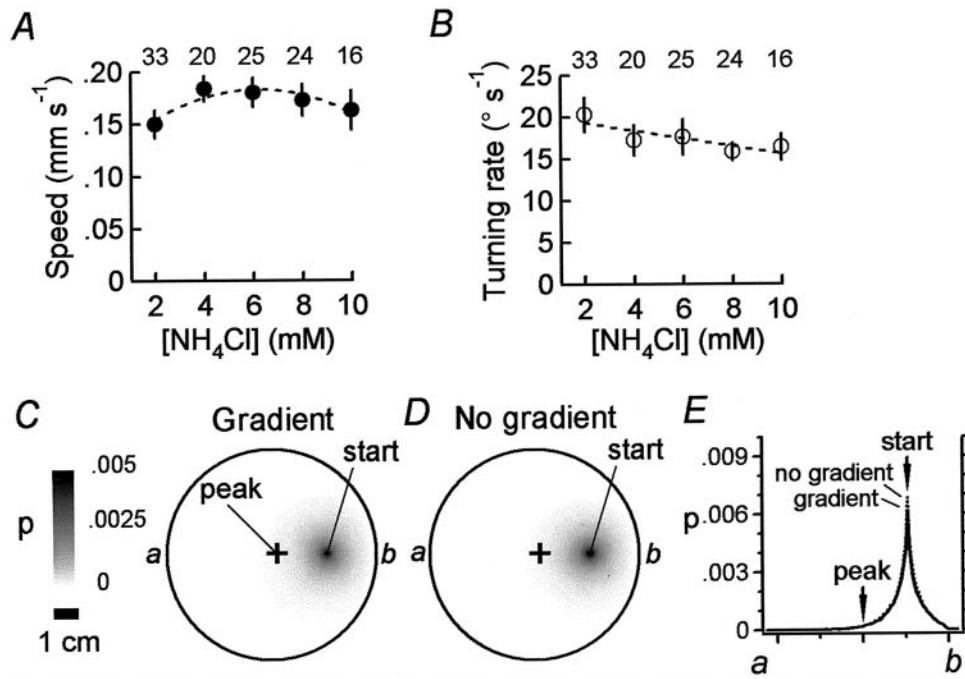 A
33 20 25 24 16
.20
.15
.10
.05
0
Speed (mm s⁻¹)
2 4 6 8 10
[NH₄Cl] (mM)
B
33 20 25 24 16
25
20
15
10
5
0
Turning rate (° s⁻¹)
2 4 6 8 10
[NH₄Cl] (mM)
C
Gradient
.005
.0025
0
p
1 cm
peak
start
a
b
D
No gradient
start
a
b
E
start
no gradient
gradient
peak
.009
.006
.003
0
p
a
b